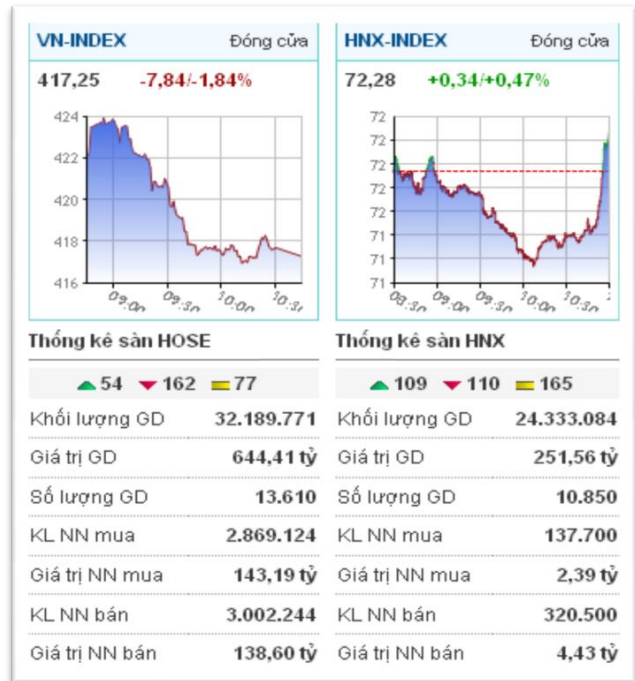 VN-INDEX Đóng cửa
417,25 -7,84/-1,84%
424
422
420
418
416
09:00 09:30 10:00 10:3
Thống kê sàn HOSE
54 162 77
Khối lượng GD 32.189.771
Giá trị GD 644,41 tỷ
Số lượng GD 13.610
KL NN mua 2.869.124
Giá trị NN mua 143,19 tỷ
KL NN bán 3.002.244
Giá trị NN bán 138,60 tỷ
HNX-INDEX Đóng cửa
72,28 +0,34/+0,47%
72
72
72
72
72
71
71
71
08:30 09:00 09:30 10:00 10:30
Thống kê sàn HNX
109 110 165
Khối lượng GD 24.333.084
Giá trị GD 251,56 tỷ
Số lượng GD 10.850
KL NN mua 137.700
Giá trị NN mua 2,39 tỷ
KL NN bán 320.500
Giá trị NN bán 4,43 tỷ